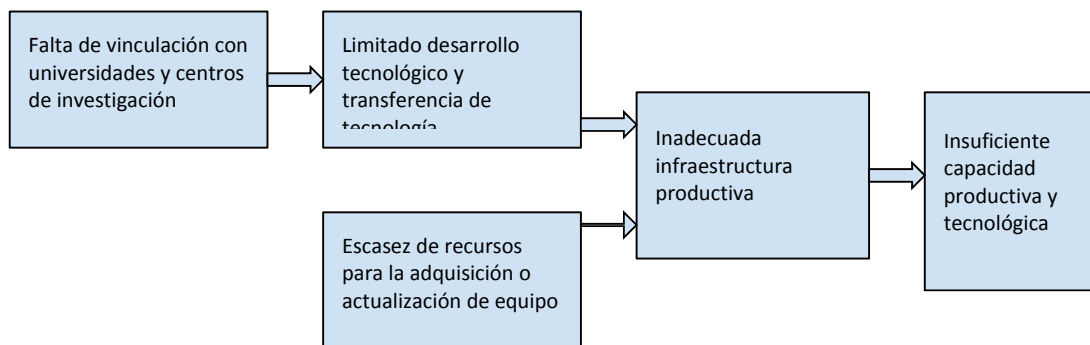 Falta de vinculación con
universidades y centros
de investigación
Limitado desarrollo
tecnológico y
transferencia de
tecnología
Inadecuada
infraestructura
productiva
Insuficiente
capacidad
productiva y
tecnológica
Escasez de recursos
para la adquisición o
actualización de equipo